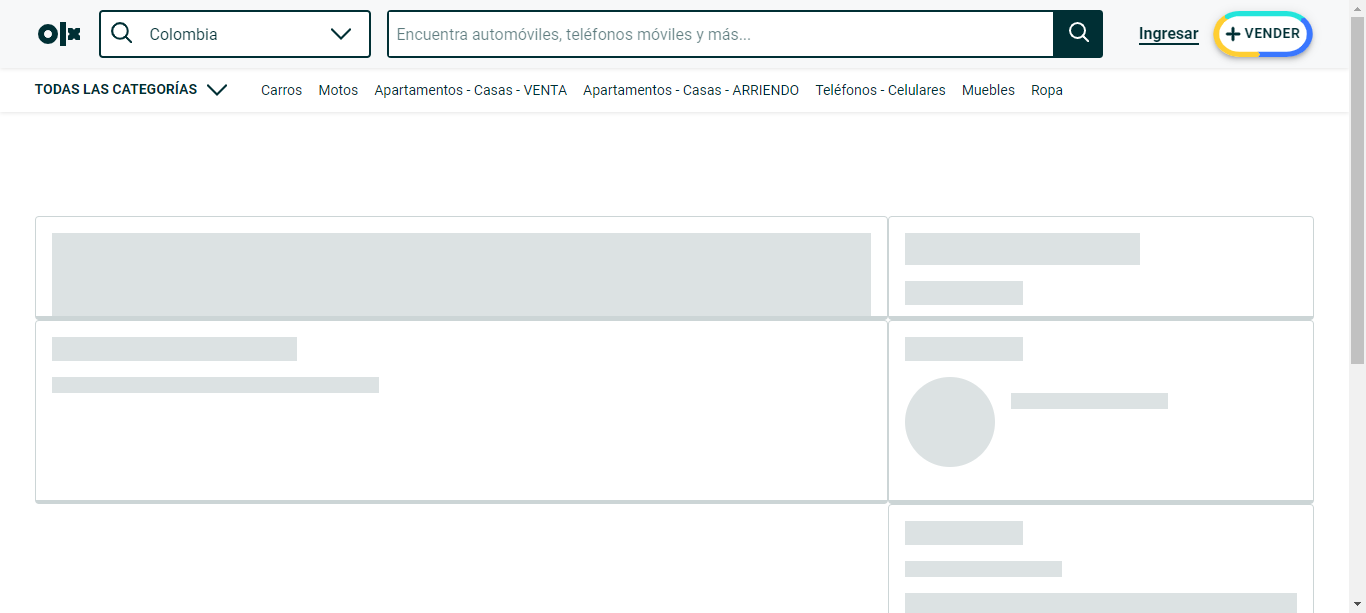 olx
Colombia
Encuentra automóviles, teléfonos móviles y más...
Ingresar
VENDER
TODAS LAS CATEGORÍAS
Carros
Motos
Apartamentos - Casas - VENTA
Apartamentos - Casas - ARRIENDO
Teléfonos - Celulares
Muebles
Ropa